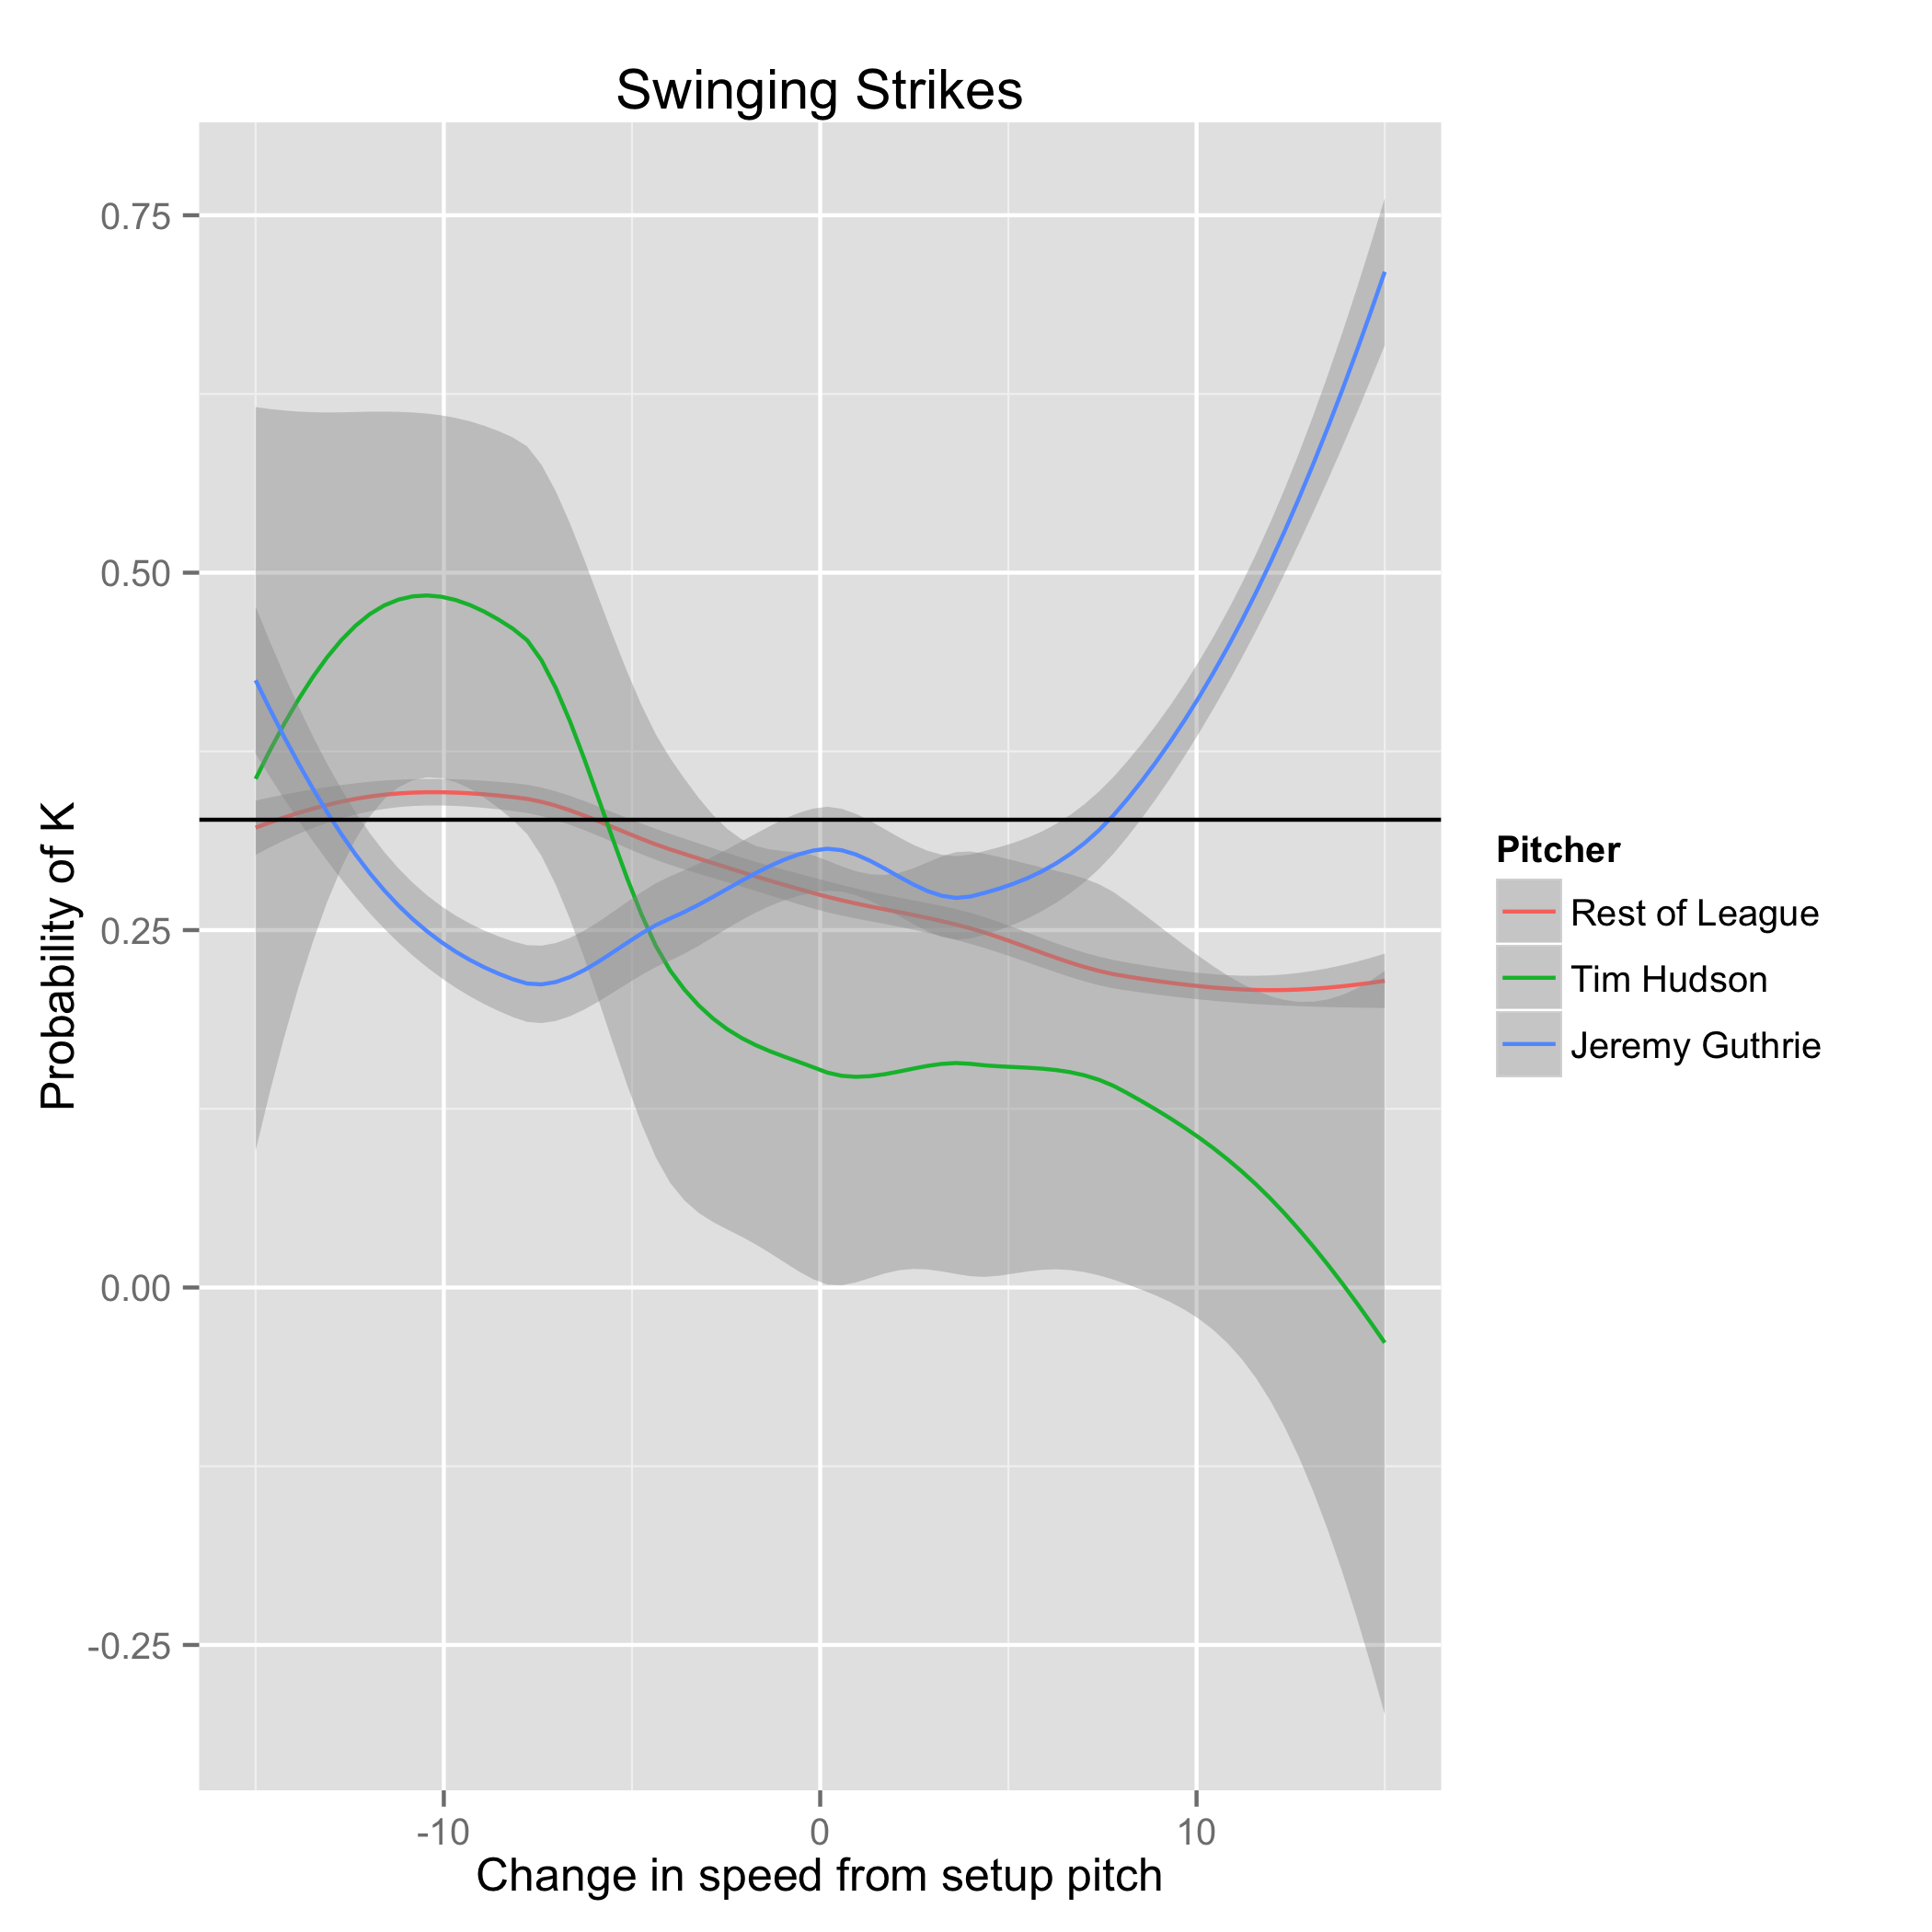 Swinging Strikes
0.75
0.50
0.25
0.00
-0.25
Probability of K
-10
0
10
Change in speed from setup pitch
Pitcher
Rest of League
Tim Hudson
Jeremy Guthrie